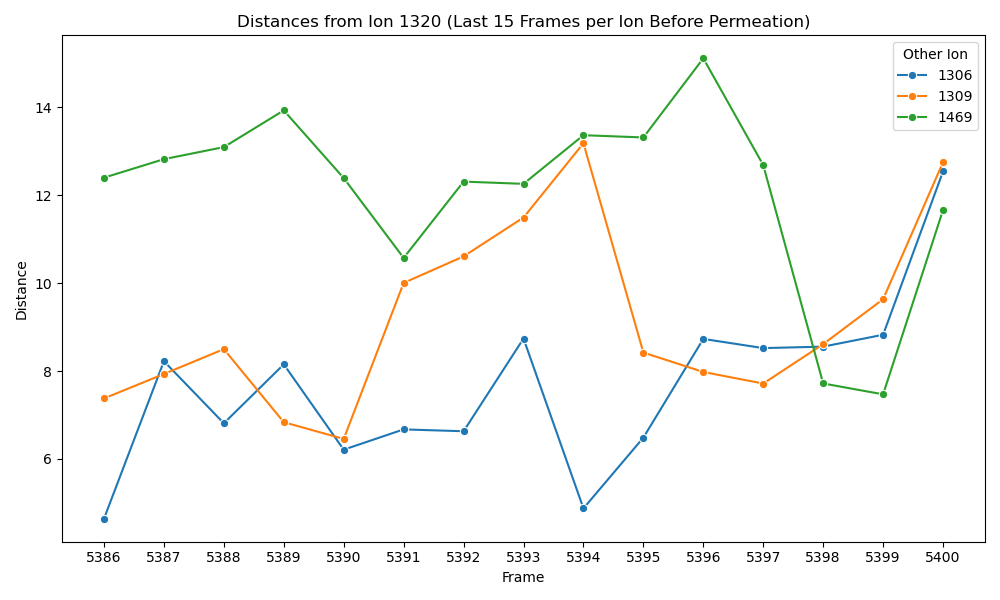 Distances from Ion 1320 (Last 15 Frames per Ion Before Permeation)
Other Ion
1306
1309
1469
Distance
14
12
10
8
6
5386 5387 5388 5389 5390 5391 5392 5393 5394 5395 5396 5397 5398 5399 5400
Frame